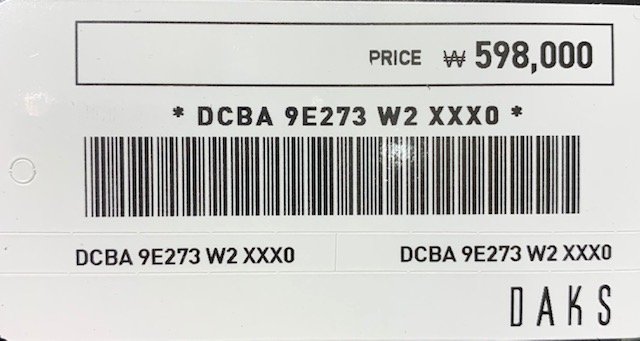 PRICE ₩ 598,000
* DCBA 9E273 W2 XXX0 *
DCBA 9E273 W2 XXX0 DCBA 9E273 W2 XXX0
DAKS